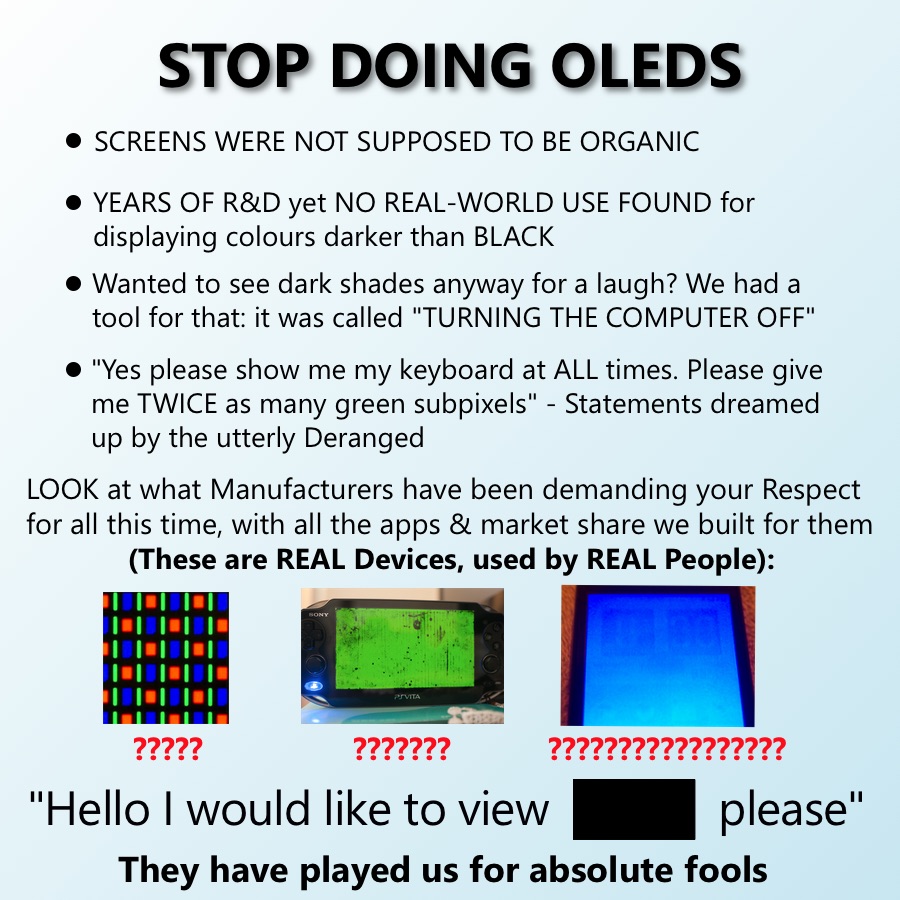 STOP DOING OLEDS
● SCREENS WERE NOT SUPPOSED TO BE ORGANIC
● YEARS OF R&D yet NO REAL-WORLD USE FOUND for
displaying colours darker than BLACK
● Wanted to see dark shades anyway for a laugh? We had a
tool for that: it was called "TURNING THE COMPUTER OFF"
● "Yes please show me my keyboard at ALL times. Please give
me TWICE as many green subpixels" - Statements dreamed
up by the utterly Deranged
LOOK at what Manufacturers have been demanding your Respect
for all this time, with all the apps & market share we built for them
(These are REAL Devices, used by REAL People):
SONY
PSVITA
?????
???????
?????????????????
"Hello I would like to view please"
They have played us for absolute fools